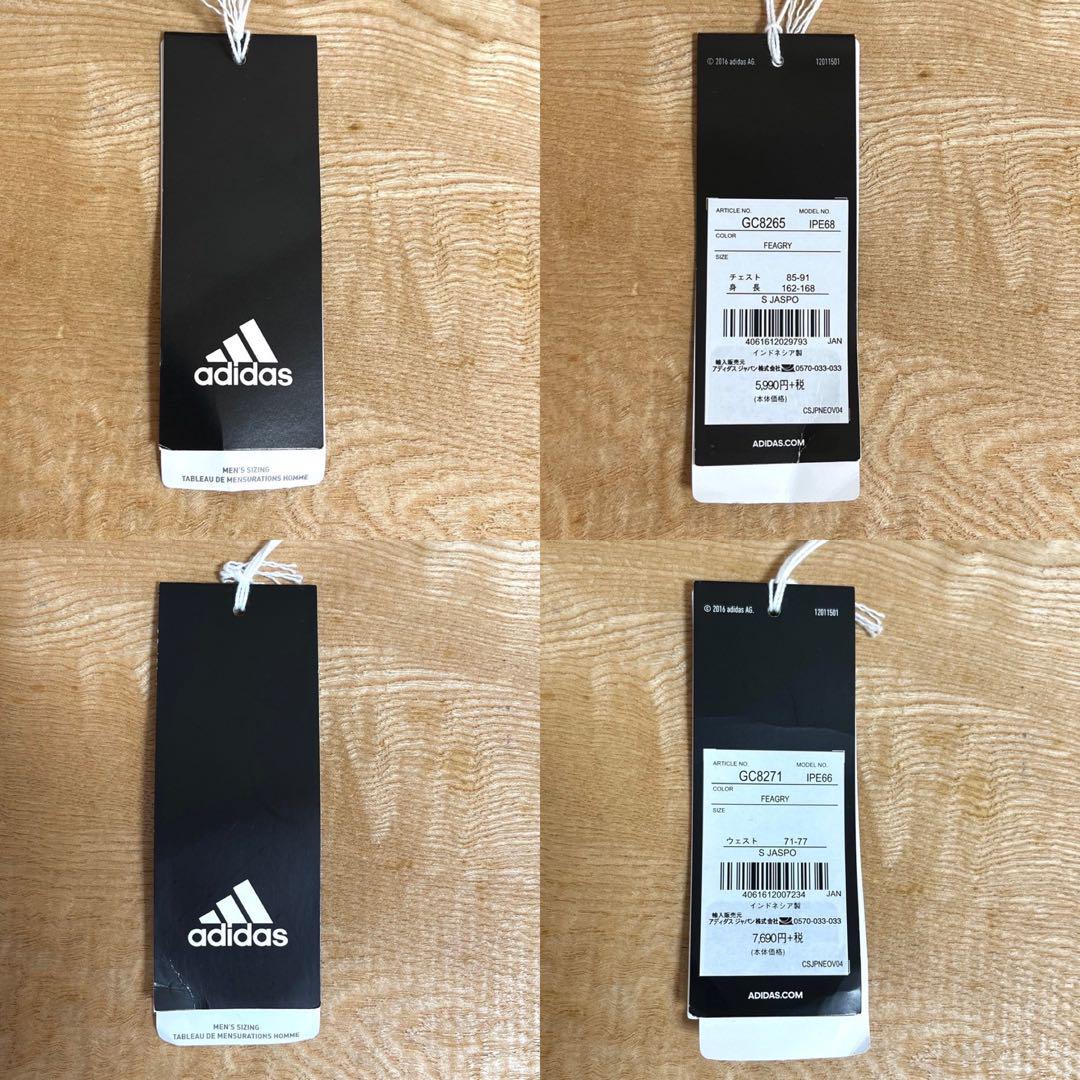 adidas
MEN'S SIZING
TABLEAU DE MENSURATIONS HOMME
© 2016 adidas AG. 12011501
ARTICLE NO. MODEL NO.
GC8265 IPE68
COLOR
FEAGRY
SIZE
チェスト 85-91
身 長 162-168
S JASPO
4061612029793 JAN
インドネシア製
輸入販売元
アディダス ジャパン株式会社 0570-033-033
5,990円+税
(本体価格)
CSJPNEOV04
ADIDAS.COM
adidas
MEN'S SIZING
TABLEAU DE MENSURATIONS HOMME
© 2016 adidas AG. 12011501
ARTICLE NO. MODEL NO.
GC8271 IPE66
COLOR
FEAGRY
SIZE
ウェスト 71-77
S JASPO
4061612007234 JAN
インドネシア製
輸入販売元
アディダス ジャパン株式会社 0570-033-033
7,690円+税
(本体価格)
CSJPNEOV04
ADIDAS.COM